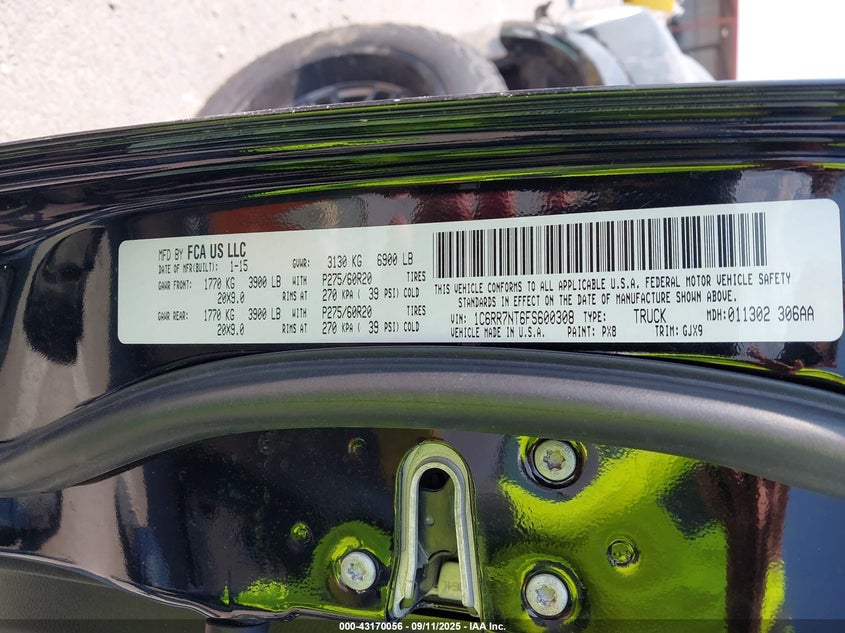 MFD BY FCA US LLC
DATE OF MFR(BUILT): 1-15
GVWR: 3130 KG 6900 LB
GAWR FRONT: 1770 KG 3900 LB WITH P275/60R20 TIRES
20X9.0 RIMS AT 270 KPA ( 39 PSI) COLD
GAWR REAR: 1770 KG 3900 LB WITH P275/60R20 TIRES
20X9.0 RIMS AT 270 KPA ( 39 PSI) COLD
THIS VEHICLE CONFORMS TO ALL APPLICABLE U.S.A. FEDERAL MOTOR VEHICLE SAFETY
STANDARDS IN EFFECT ON THE DATE OF MANUFACTURE SHOWN ABOVE.
VIN: 1C6RR7NT6FS600308 TYPE: TRUCK MDH: 011302 306AA
VEHICLE MADE IN U.S.A. PAINT: PX8 TRIM: GJX9
000-43170056 - 09/11/2025 - IAA Inc.